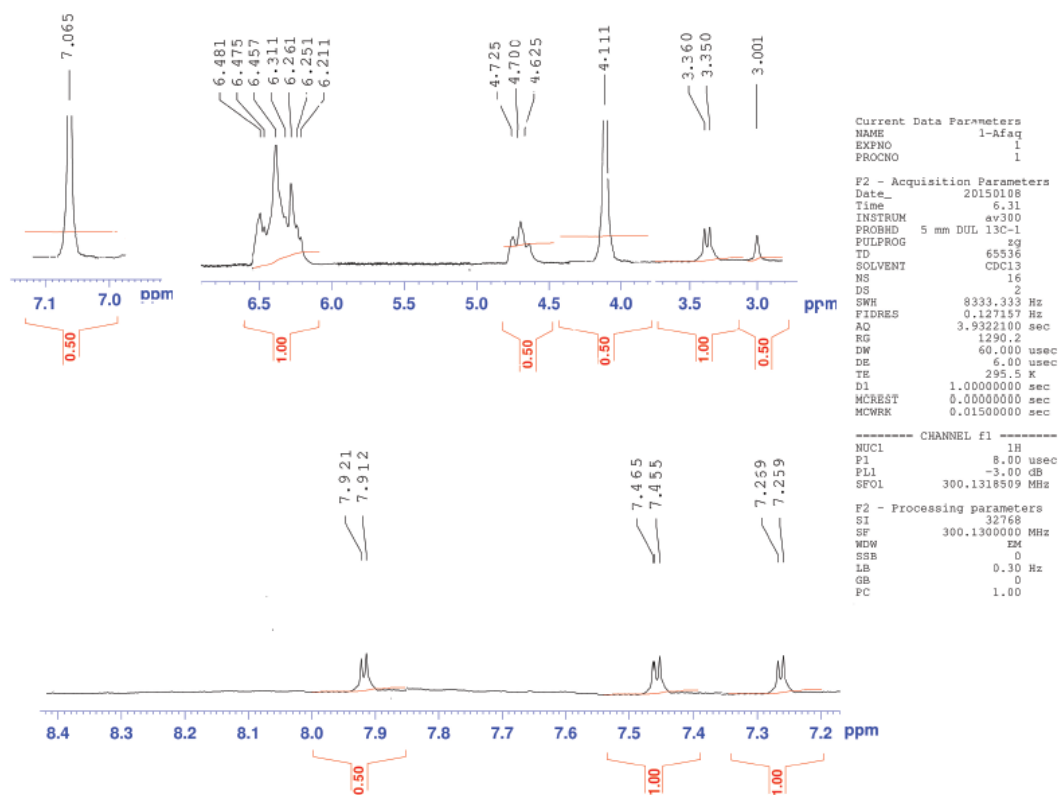 7.065
6.481
6.475
6.457
6.311
6.261
6.251
6.211
4.725
4.700
4.625
4.111
3.360
3.350
3.001
7.1 7.0 ppm
6.5 6.0 5.5 5.0 4.5 4.0 3.5 3.0 ppm
0.50
1.00
0.50
0.50
1.00
0.50
Current Data Parameters
NAME 1-Afaq
EXPNO 1
PROCNO 1
F2 - Acquisition Parameters
Date_ 20150108
Time 6.31
INSTRUM av300
PROBHD 5 mm DUL 13C-1
PULPROG zg
TD 65536
SOLVENT CDCl3
NS 16
DS 2
SWH 8333.333 Hz
FIDRES 0.127157 Hz
AQ 3.9322100 sec
RG 1290.2
DW 60.000 usec
DE 6.00 usec
TE 295.5 K
D1 1.00000000 sec
MCREST 0.00000000 sec
MCWRK 0.01500000 sec
======== CHANNEL f1 ========
NUC1 1H
P1 8.00 usec
PL1 -3.00 dB
SFO1 300.1318509 MHz
F2 - Processing parameters
SI 32768
SF 300.1300000 MHz
WDW EM
SSB 0
LB 0.30 Hz
GB 0
PC 1.00
7.921
7.912
7.465
7.455
7.269
7.259
8.4 8.3 8.2 8.1 8.0 7.9 7.8 7.7 7.6 7.5 7.4 7.3 7.2 ppm
0.50
1.00
1.00